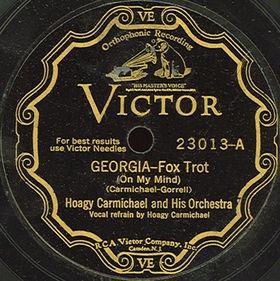 VE
Orthophonic Recording
"HIS MASTER'S VOICE"
VICTOR
For best results
use Victor Needles
23013-A
GEORGIA—Fox Trot
(On My Mind)
(Carmichael-Gorrell)
Hoagy Carmichael and His Orchestra
Vocal refrain by Hoagy Carmichael
RCA Victor Company, Inc.
Camden, N.J.
VE